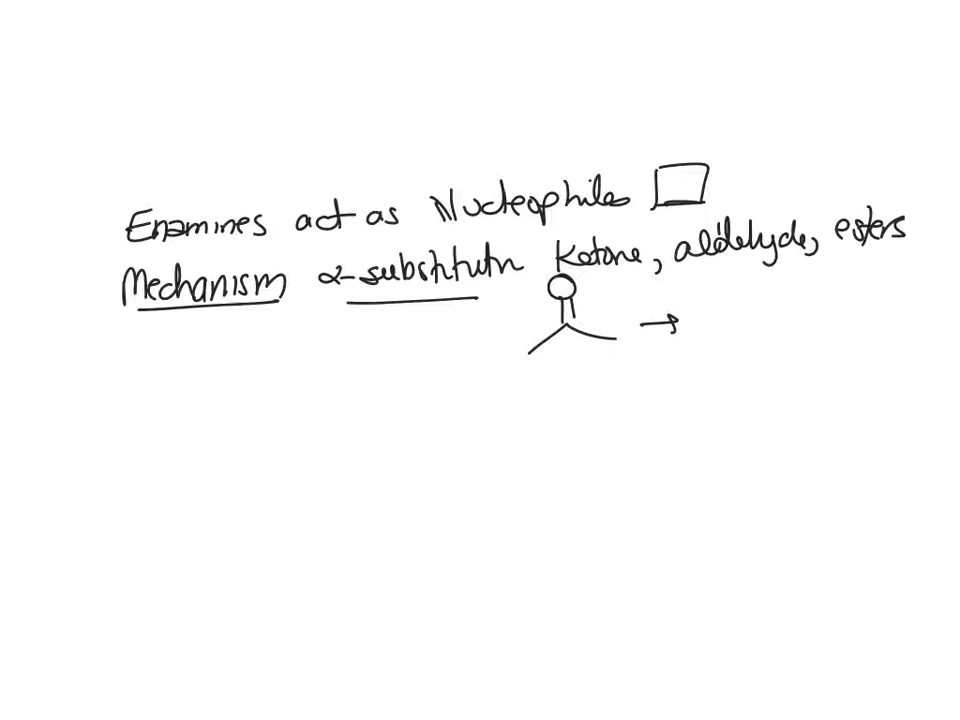 Enamines act as Nucleophiles
Mechanism α-substitutn Ketone, aldehyde, esters
O